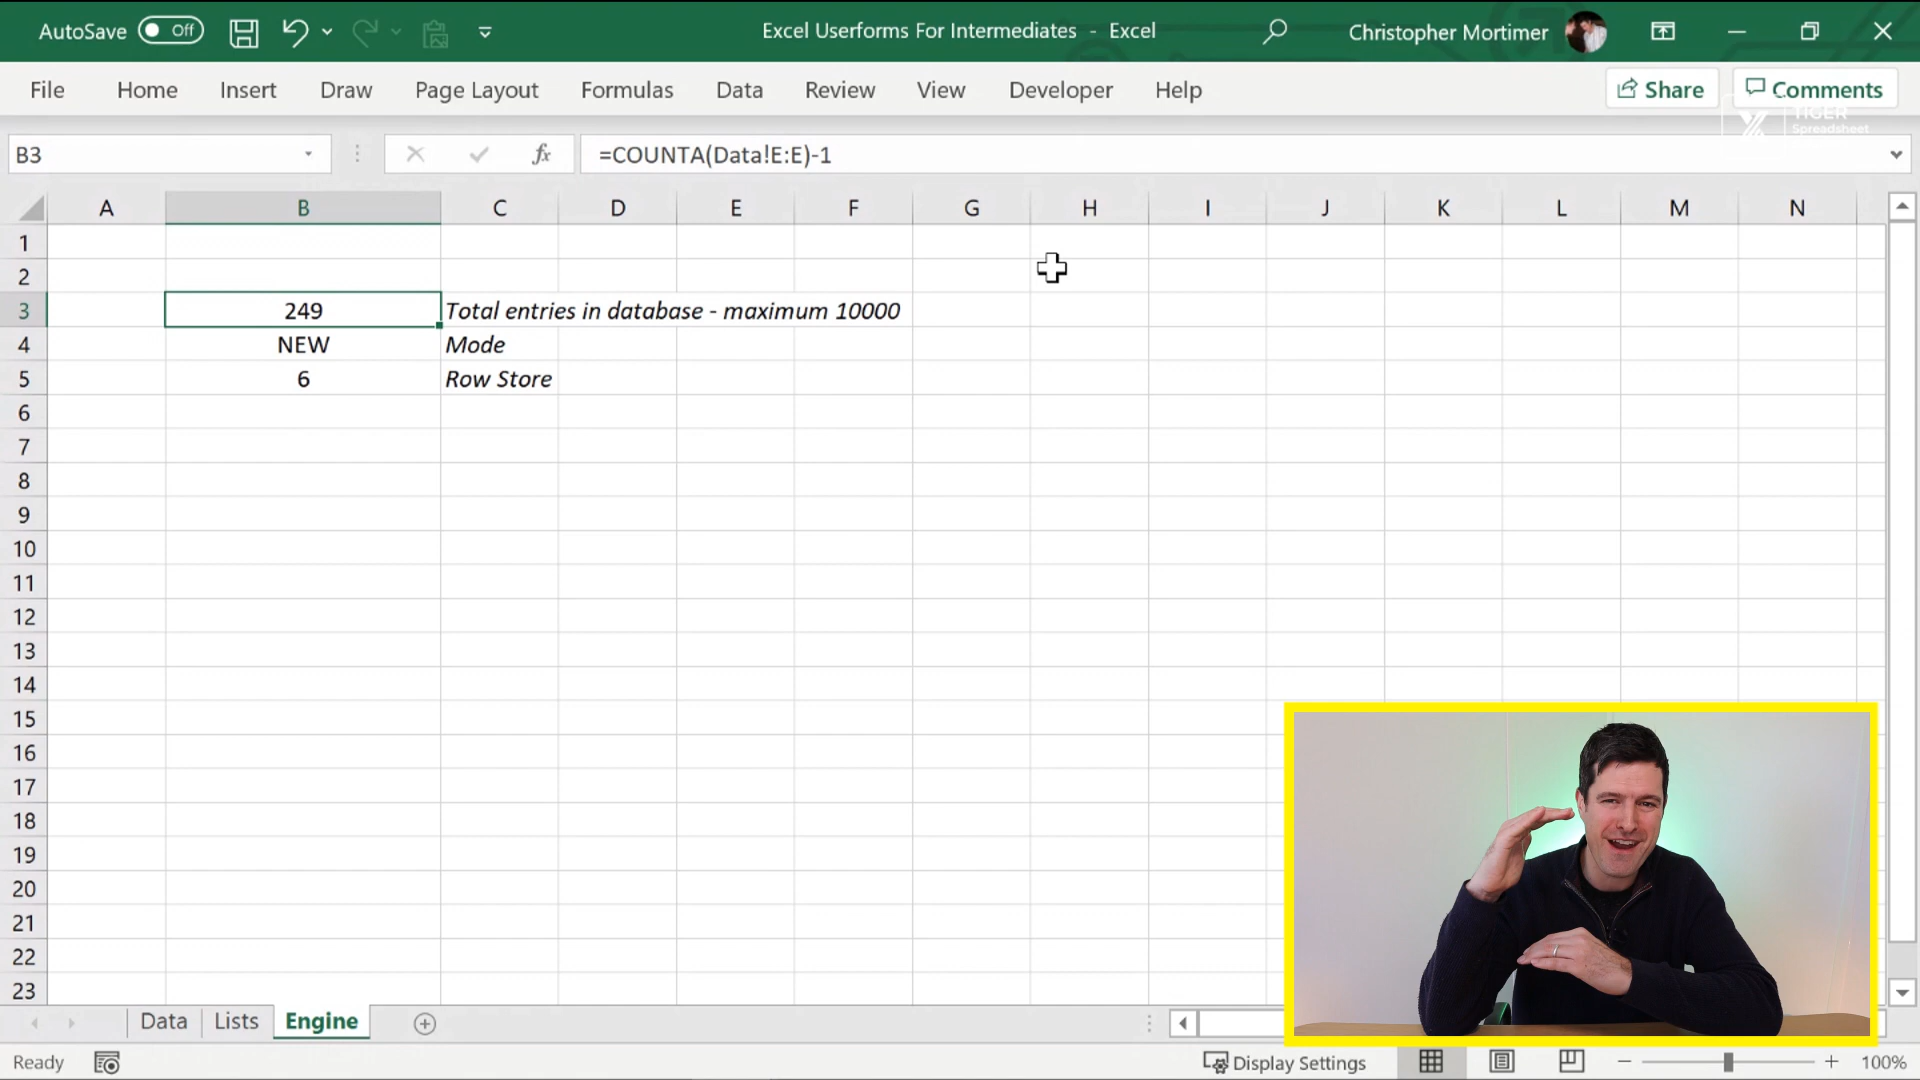 AutoSave Off Excel Userforms For Intermediates - Excel Christopher Mortimer
File Home Insert Draw Page Layout Formulas Data Review View Developer Help Share Comments
TIGER
Spreadsheet
B3 fx =COUNTA(Data!E:E)-1
A B C D E F G H I J K L M N
1
2
3 249 Total entries in database - maximum 10000
4 NEW Mode
5 6 Row Store
6
7
8
9
10
11
12
13
14
15
16
17
18
19
20
21
22
23
Data Lists Engine
Ready Display Settings 100%